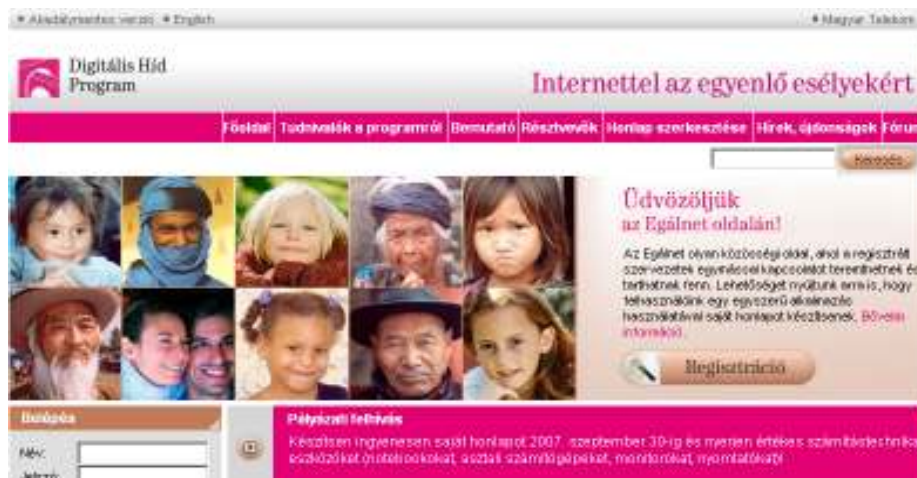 Akadálymentes verzió English Magyar Telekom
Digitális Híd
Program
Internettel az egyenlő esélyekért
Főoldal Tudnivalók a programról Bemutató Résztvevők Honlap szerkesztése Hírek, újdonságok Fóru
Keresés
Üdvözöljük
az Egálnet oldalán!
Az Egálnet olyan közösségi oldal, ahol a regisztrált
szervezetek egymással kapcsolatot teremthetnek és
tarthatnak fenn. Lehetőséget nyújtunk arra is, hogy
felhasználóink egy egyszerű alkalmazás
használatával saját honlapot készítsenek. Bővebb
információ.
Regisztráció
Belépés
Pályázati felhívás
Név:
Készítsen ingyenesen saját honlapot 2007. szeptember 30-ig és nyerjen értékes számítástechnika
eszközöket (notebookokat, asztali számítógépeket, monitorokat, nyomtatókat)!
Jelszó: